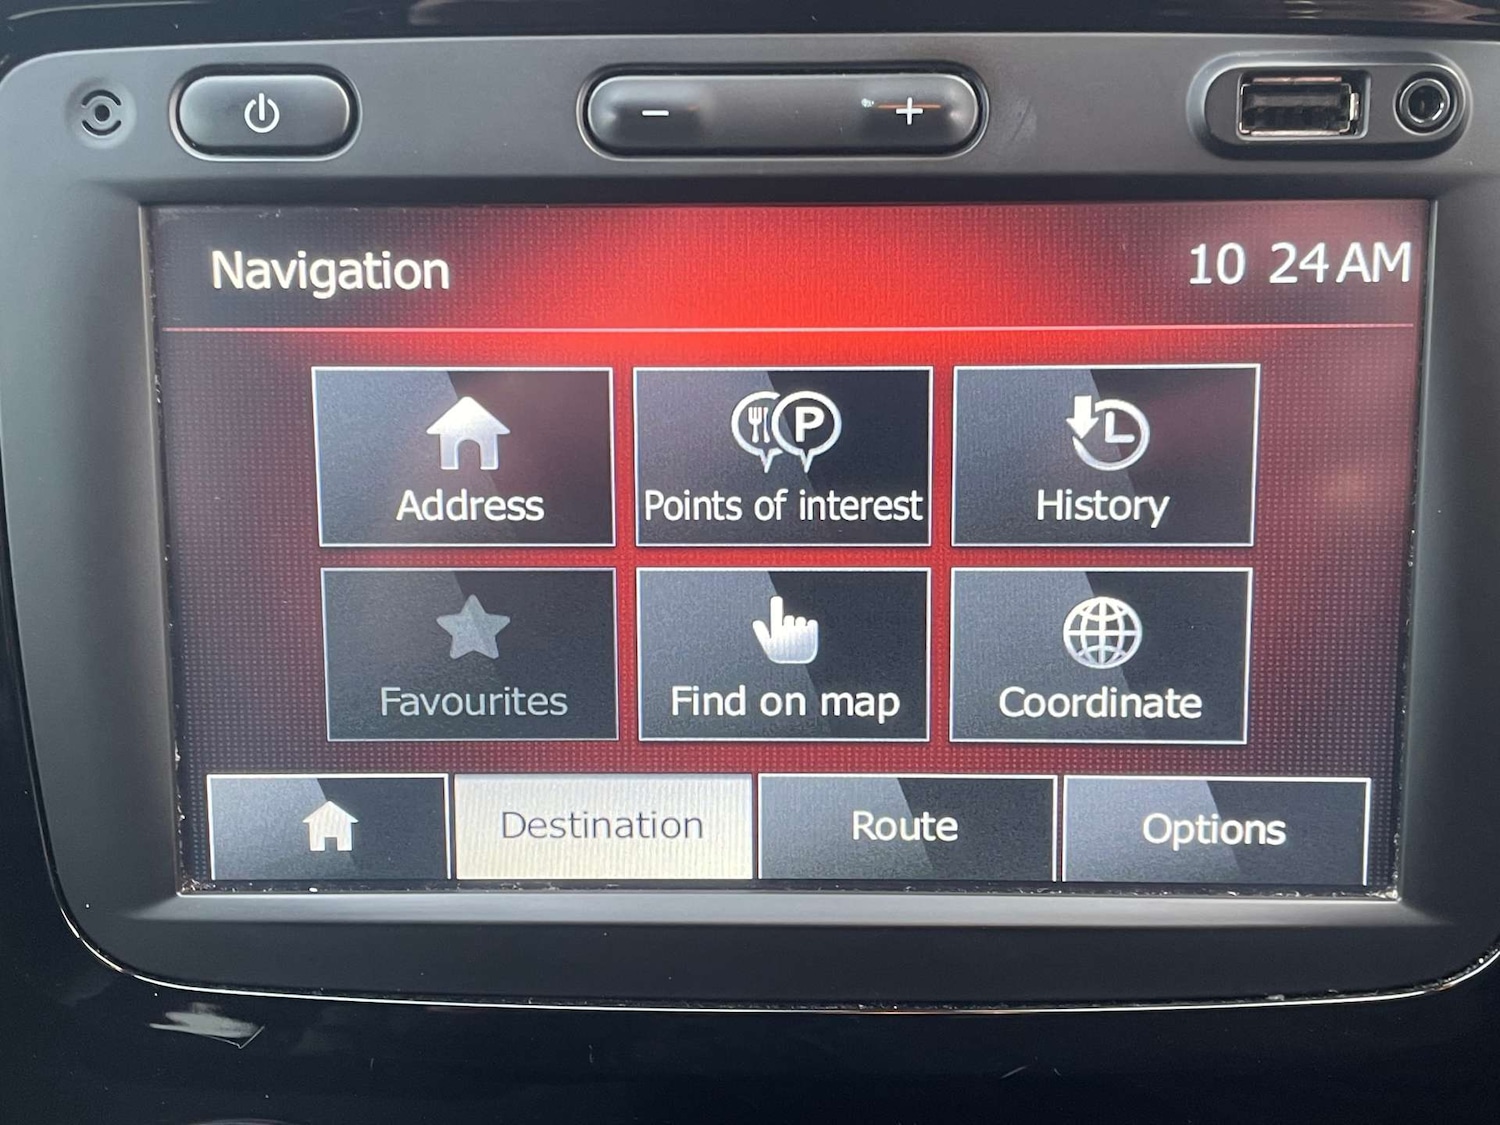 Navigation
10 24 AM
Address
Points of interest
History
Favourites
Find on map
Coordinate
Destination
Route
Options